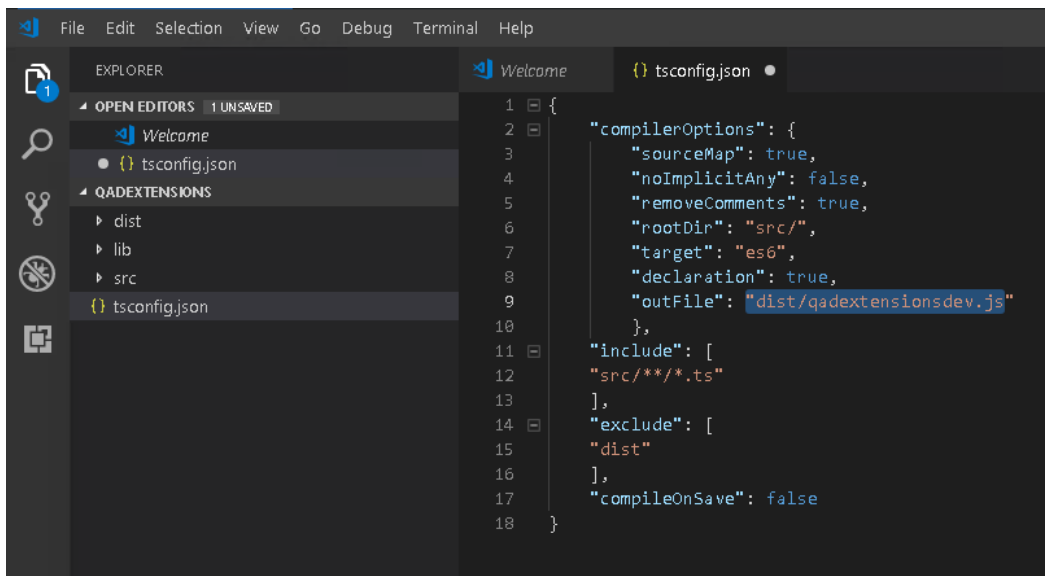 File Edit Selection View Go Debug Terminal Help
EXPLORER
1
OPEN EDITORS 1 UNSAVED
Welcome
{} tsconfig.json
QADEXTENSIONS
dist
lib
src
{} tsconfig.json
Welcome {} tsconfig.json
1 {
2 "compilerOptions": {
3 "sourceMap": true,
4 "noImplicitAny": false,
5 "removeComments": true,
6 "rootDir": "src/",
7 "target": "es6",
8 "declaration": true,
9 "outFile": "dist/qadextensionsdev.js"
10 },
11 "include": [
12 "src/**/*.ts"
13 ],
14 "exclude": [
15 "dist"
16 ],
17 "compileOnSave": false
18 }